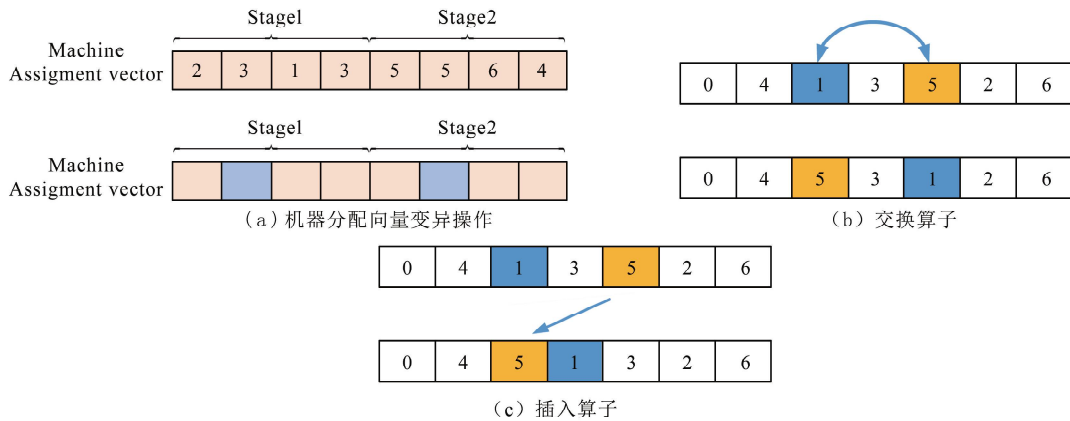 Stage1 Stage2
Machine
Assigment vector
2 3 1 3 5 5 6 4
Stage1 Stage2
Machine
Assigment vector
(a)机器分配向量变异操作
0 4 1 3 5 2 6
0 4 5 3 1 2 6
(b)交换算子
0 4 1 3 5 2 6
0 4 5 1 3 2 6
(c)插入算子